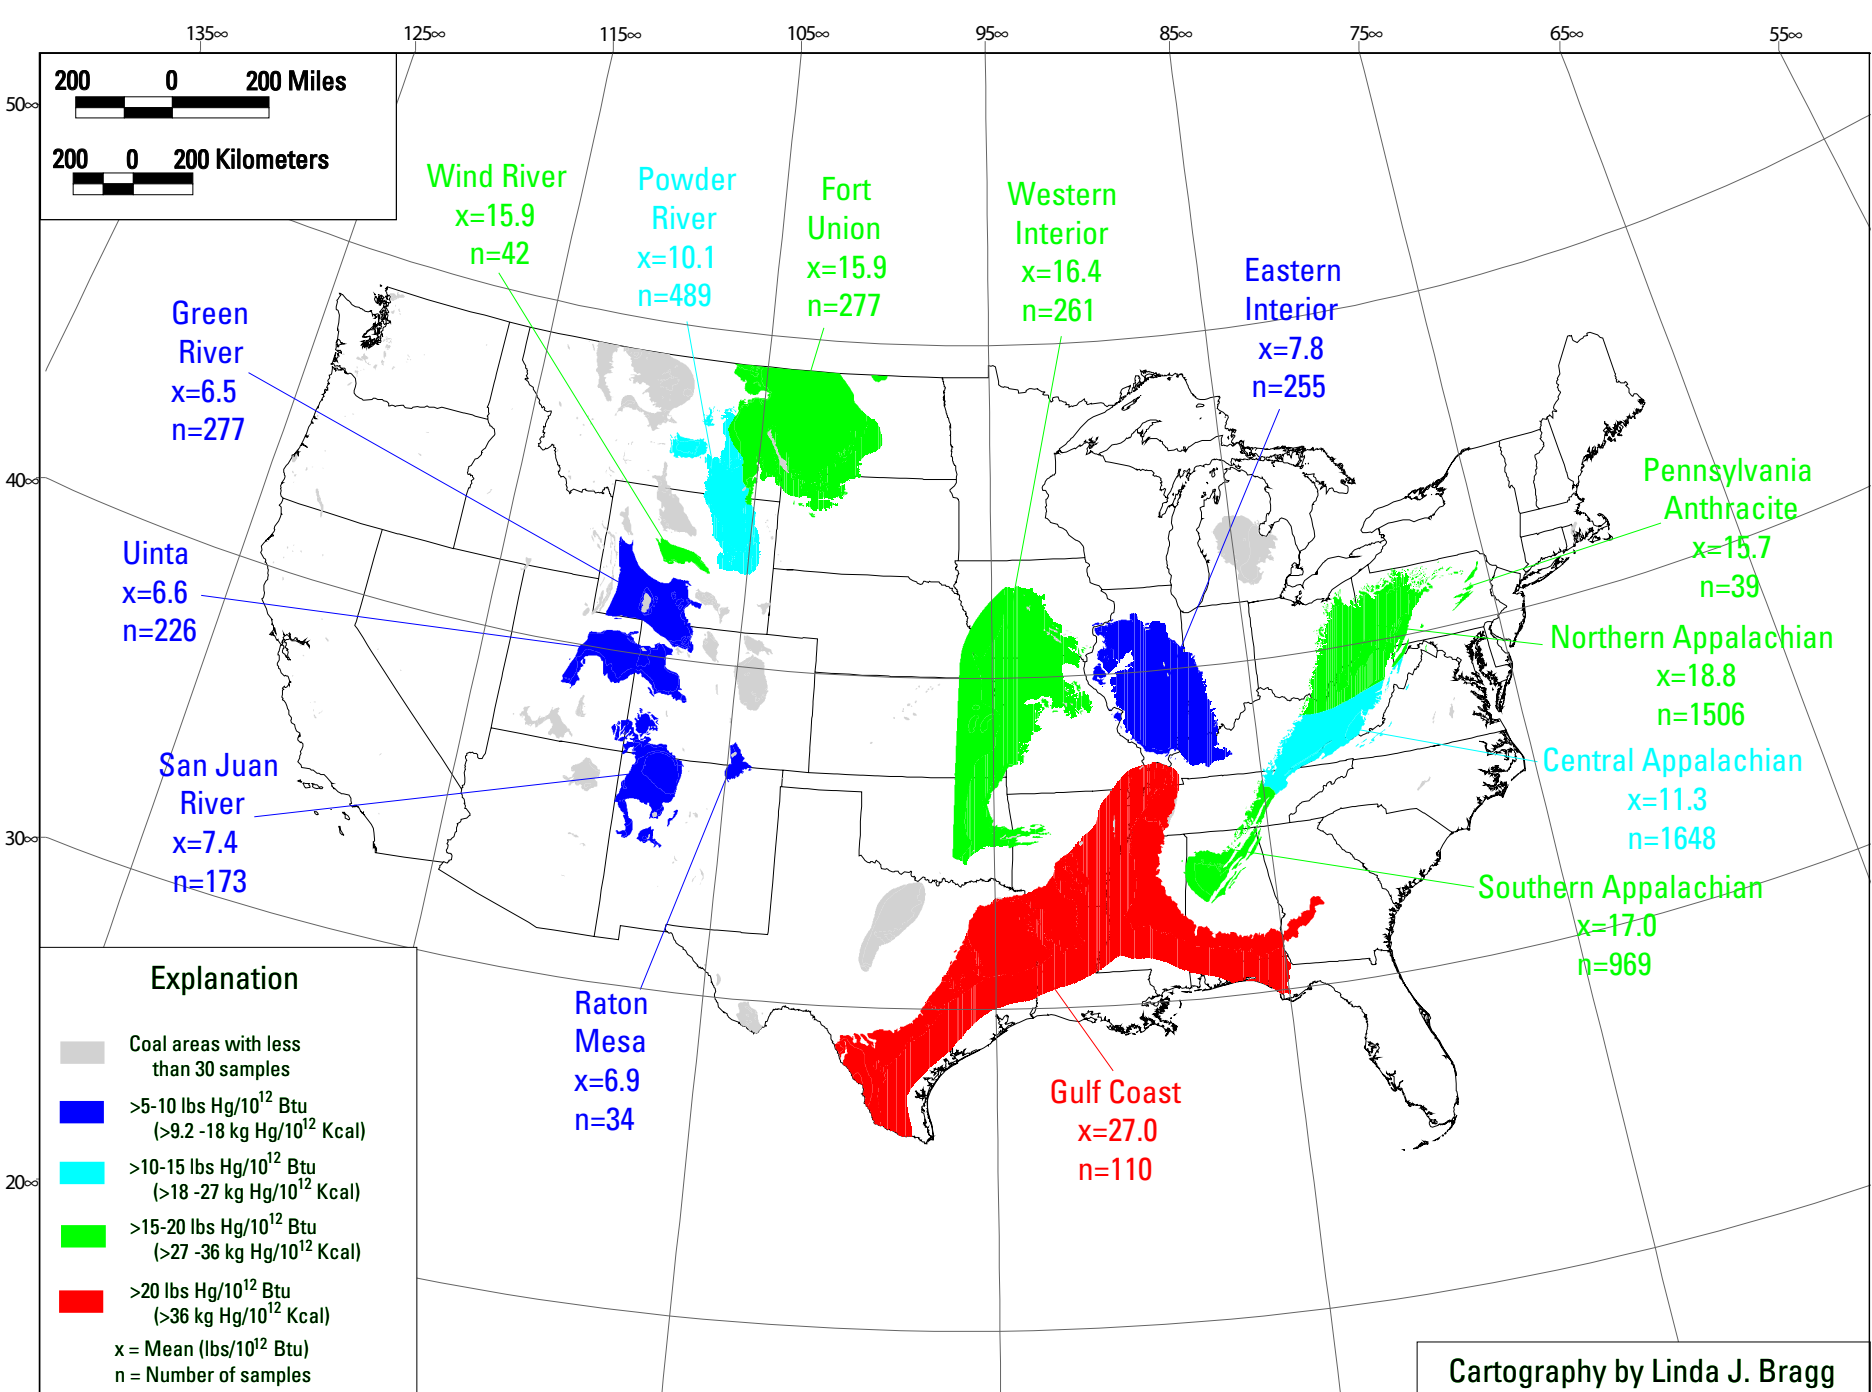 135∞ 125∞ 115∞ 105∞ 95∞ 85∞ 75∞ 65∞ 55∞
200 0 200 Miles
200 0 200 Kilometers
50∞
40∞
30∞
20∞
Wind River
x=15.9
n=42
Powder
River
x=10.1
n=489
Fort
Union
x=15.9
n=277
Western
Interior
x=16.4
n=261
Eastern
Interior
x=7.8
n=255
Green
River
x=6.5
n=277
Uinta
x=6.6
n=226
San Juan
River
x=7.4
n=173
Raton
Mesa
x=6.9
n=34
Gulf Coast
x=27.0
n=110
Pennsylvania
Anthracite
x=15.7
n=39
Northern Appalachian
x=18.8
n=1506
Central Appalachian
x=11.3
n=1648
Southern Appalachian
x=17.0
n=969
Explanation
Coal areas with less
than 30 samples
>5-10 lbs Hg/10¹² Btu
(>9.2 -18 kg Hg/10¹² Kcal)
>10-15 lbs Hg/10¹² Btu
(>18 -27 kg Hg/10¹² Kcal)
>15-20 lbs Hg/10¹² Btu
(>27 -36 kg Hg/10¹² Kcal)
>20 lbs Hg/10¹² Btu
(>36 kg Hg/10¹² Kcal)
x = Mean (lbs/10¹² Btu)
n = Number of samples
Cartography by Linda J. Bragg